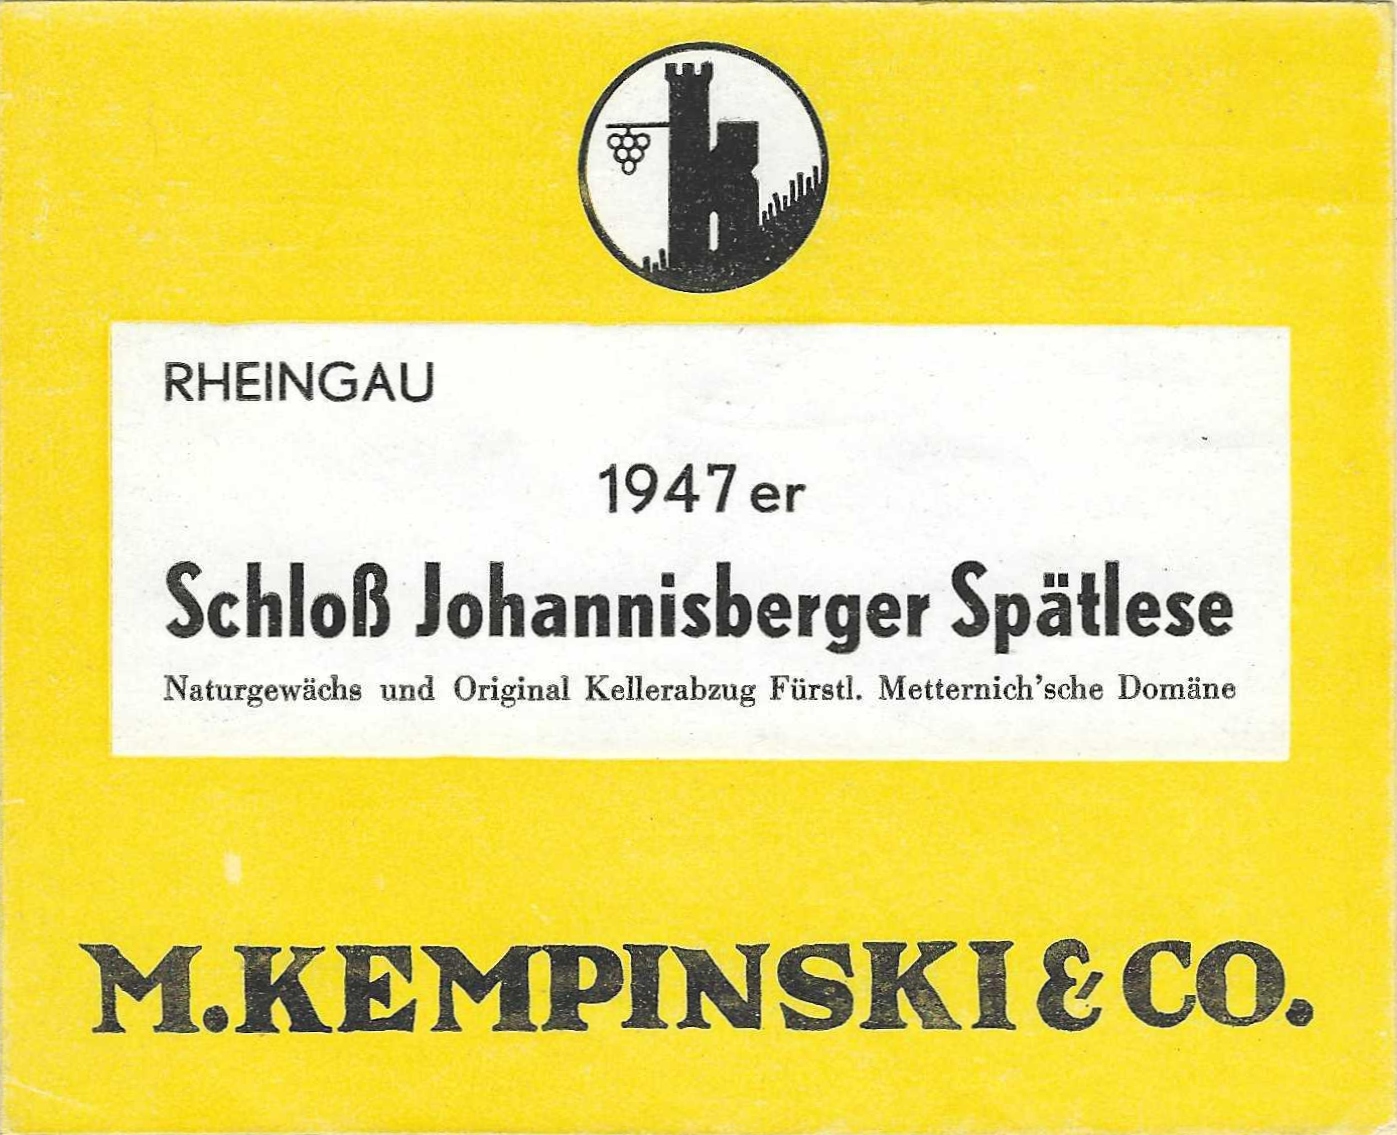 RHEINGAU
1947er
Schloß Johannisberger Spätlese
Naturgewächs und Original Kellerabzug Fürstl. Metternich'sche Domäne
M.KEMPINSKI & CO.